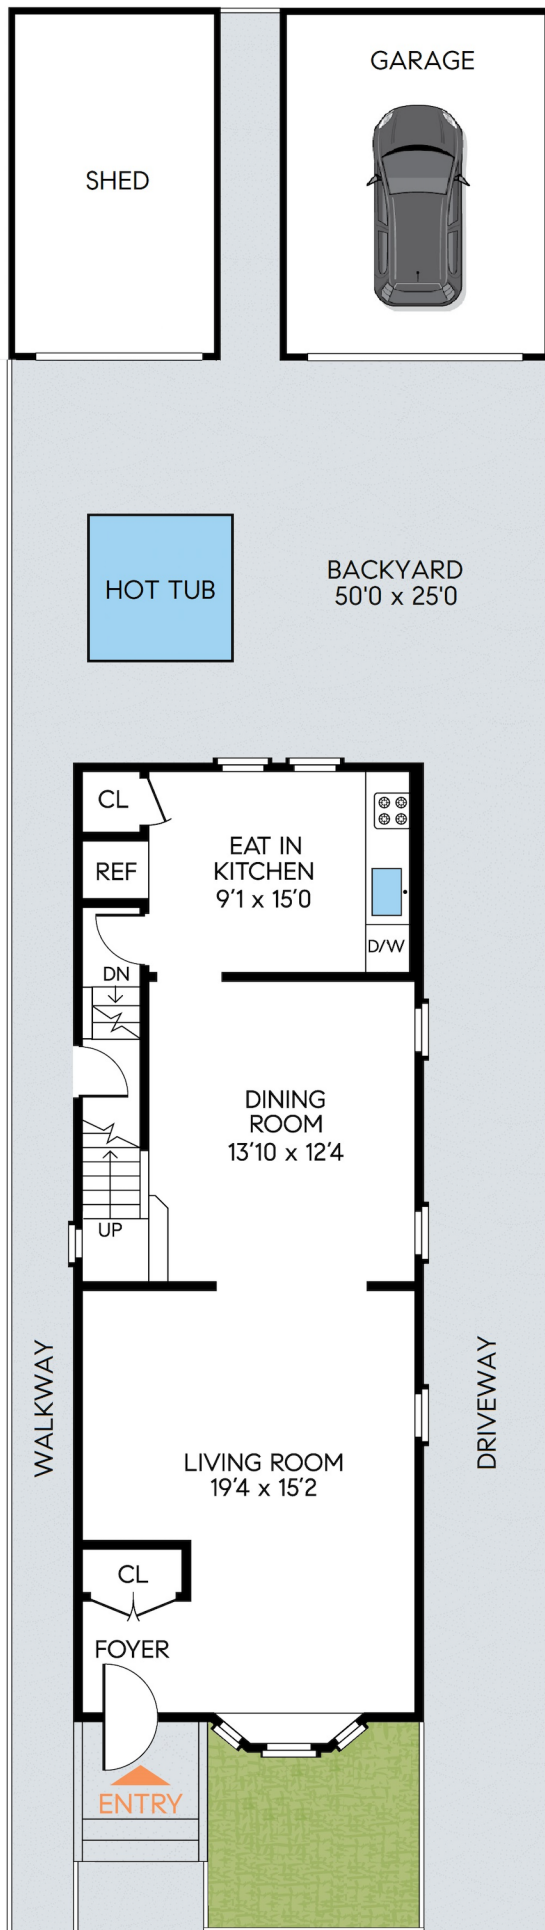 GARAGE
SHED
HOT TUB
BACKYARD
50'0 x 25'0
CL
EAT IN
KITCHEN
9'1 x 15'0
REF
D/W
DN
DINING
ROOM
13'10 x 12'4
UP
WALKWAY
DRIVEWAY
LIVING ROOM
19'4 x 15'2
CL
FOYER
ENTRY